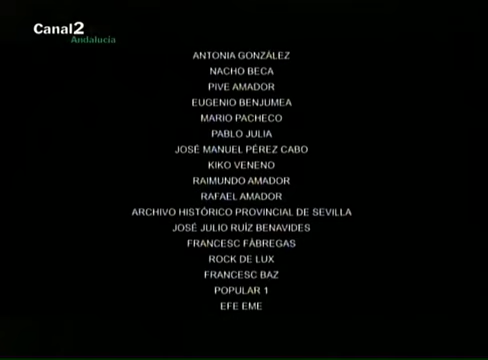 Canal2
Andalucía
ANTONIA GONZÁLEZ
NACHO BECA
PIVE AMADOR
EUGENIO BENJUMEA
MARIO PACHECO
PABLO JULIA
JOSÉ MANUEL PÉREZ CABO
KIKO VENENO
RAIMUNDO AMADOR
RAFAEL AMADOR
ARCHIVO HISTÓRICO PROVINCIAL DE SEVILLA
JOSÉ JULIO RUÍZ BENAVIDES
FRANCESC FÀBREGAS
ROCK DE LUX
FRANCESC BAZ
POPULAR 1
EFE EME